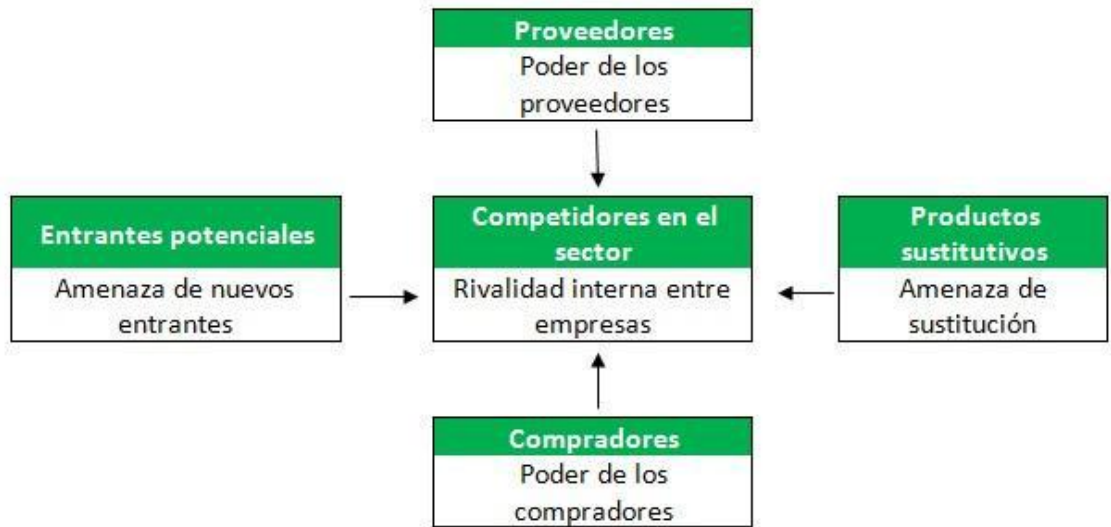 Proveedores
Poder de los
proveedores
Entrantes potenciales
Amenaza de nuevos
entrantes
Competidores en el
sector
Rivalidad interna entre
empresas
Productos
sustitutivos
Amenaza de
sustitución
Compradores
Poder de los
compradores